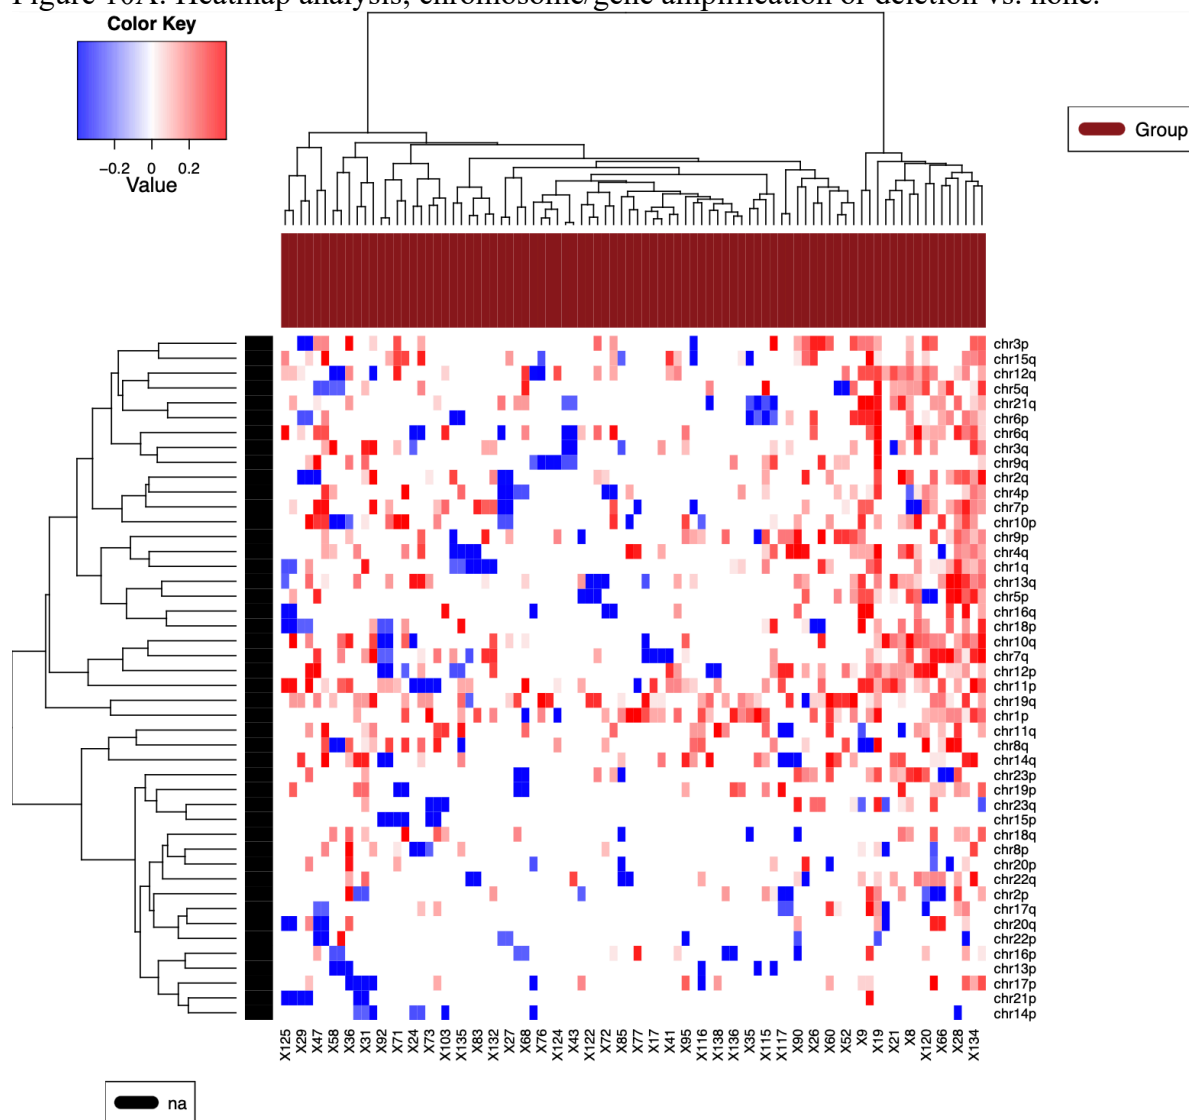 Figure 10A: Heatmap analysis, chromosome/gene amplification or deletion vs. none.
Color Key
−0.2 0 0.2
Value
Group
chr3p
chr15q
chr12q
chr5q
chr21q
chr6p
chr6q
chr3q
chr9q
chr2q
chr4p
chr7p
chr10p
chr9p
chr4q
chr1q
chr13q
chr5p
chr16q
chr18p
chr10q
chr7q
chr12p
chr11p
chr19q
chr1p
chr11q
chr8q
chr14q
chr23p
chr19p
chr23q
chr15p
chr18q
chr8p
chr20p
chr22q
chr2p
chr17q
chr20q
chr22p
chr16p
chr13p
chr17p
chr21p
chr14p
X125
X29
X47
X58
X36
X31
X92
X71
X24
X73
X103
X135
X83
X132
X27
X68
X76
X124
X43
X122
X72
X85
X77
X17
X41
X95
X116
X138
X136
X35
X115
X117
X90
X26
X60
X52
X9
X19
X21
X8
X120
X66
X28
X134
na